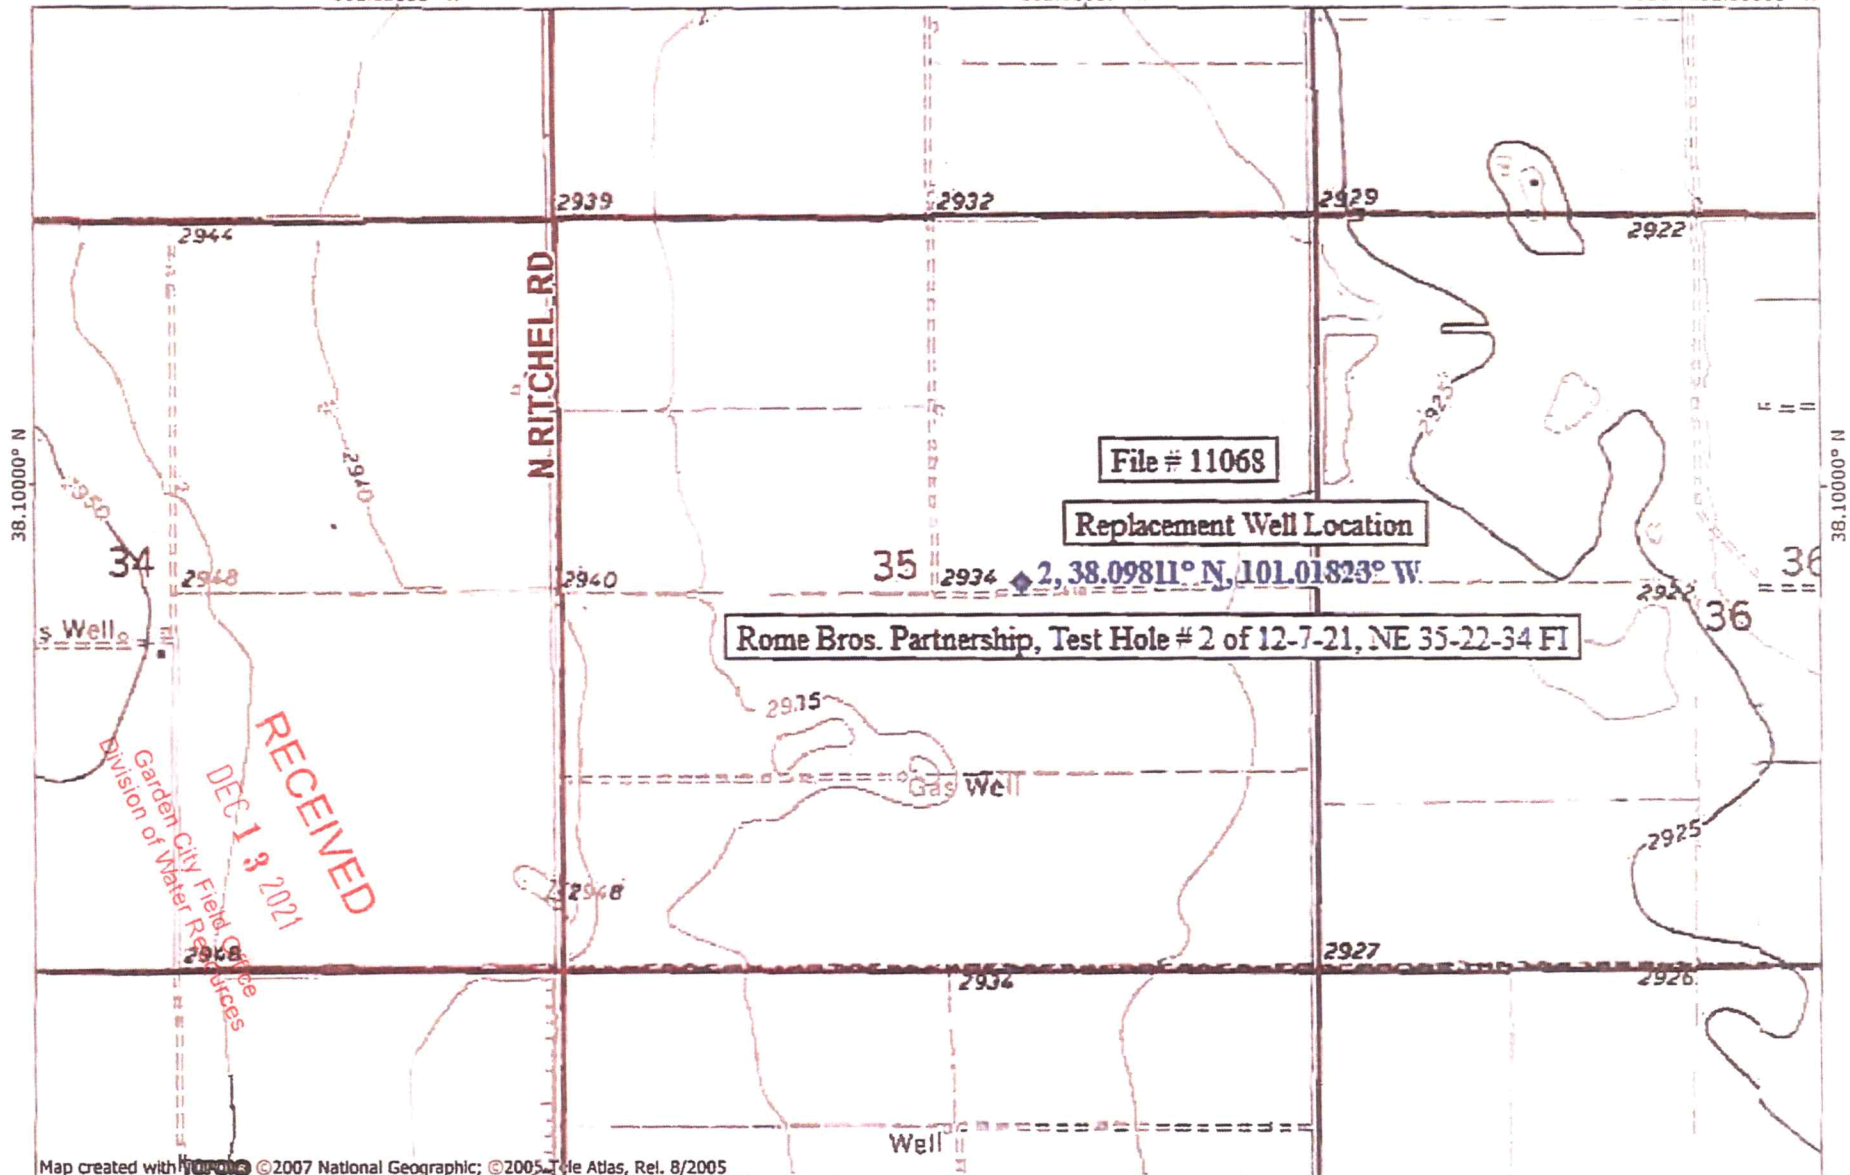 2939
2932
2929
2944
2922
N RITCHEL RD
2925
2940
File # 11068
38.10000° N
38.10000° N
2950
Replacement Well Location
34
2948
2940
35
2934
2, 38.09811° N, 101.01823° W
36
2922
36
s Well
Rome Bros. Partnership, Test Hole # 2 of 12-7-21, NE 35-22-34 FI
2935
Gas Well
RECEIVED
DEC 13 2021
Garden City Field Office
Division of Water Resources
2925
2948
2948
2927
2934
2926
Well
Map created with TOPO!® ©2007 National Geographic; ©2005 Tele Atlas, Rel. 8/2005